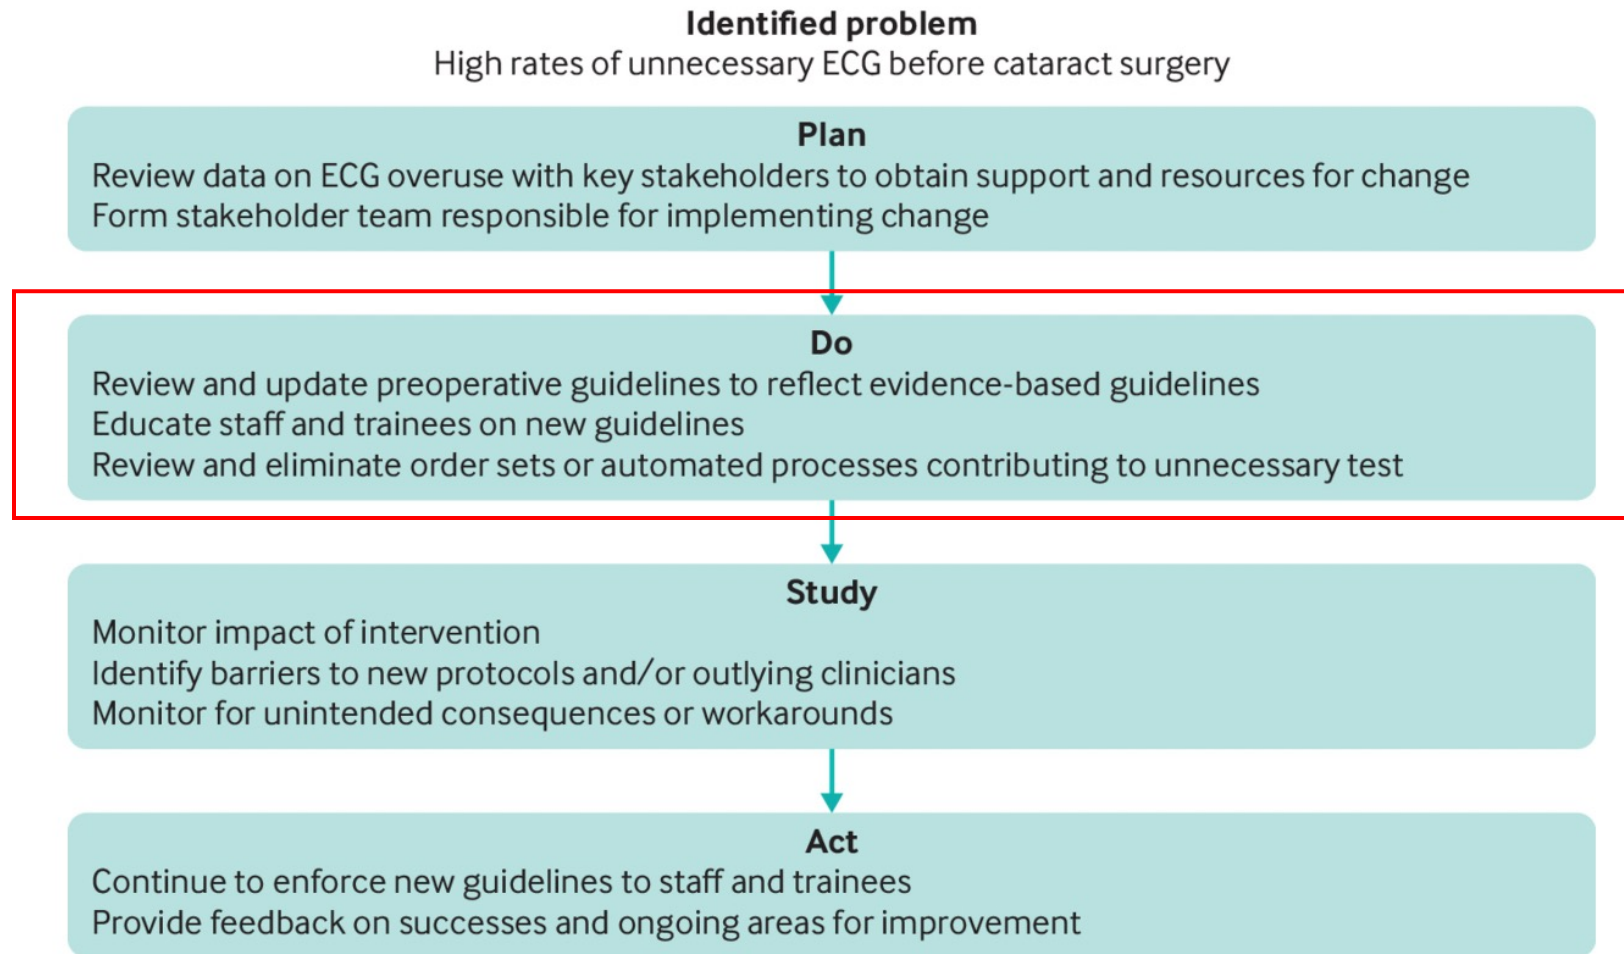 Identified problem
High rates of unnecessary ECG before cataract surgery
Plan
Review data on ECG overuse with key stakeholders to obtain support and resources for change
Form stakeholder team responsible for implementing change
Do
Review and update preoperative guidelines to reflect evidence-based guidelines
Educate staff and trainees on new guidelines
Review and eliminate order sets or automated processes contributing to unnecessary test
Study
Monitor impact of intervention
Identify barriers to new protocols and/or outlying clinicians
Monitor for unintended consequences or workarounds
Act
Continue to enforce new guidelines to staff and trainees
Provide feedback on successes and ongoing areas for improvement